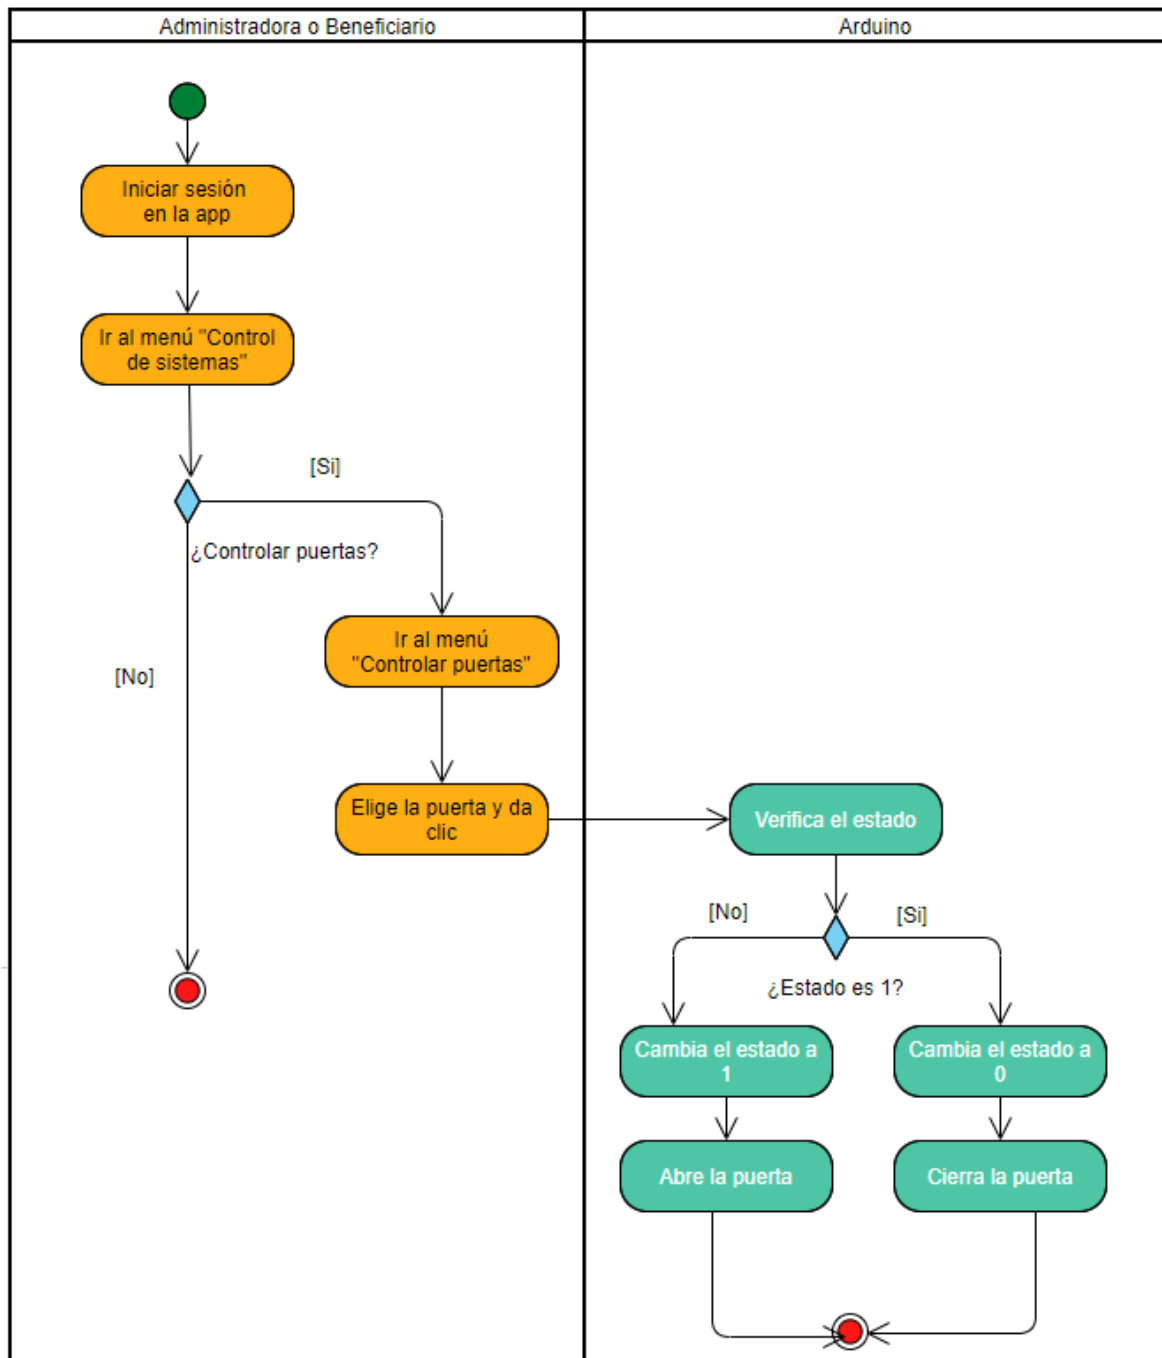 Administradora o Beneficiario
Arduino
Iniciar sesión
en la app
Ir al menú "Control
de sistemas"
[Si]
¿Controlar puertas?
Ir al menú
"Controlar puertas"
[No]
Elige la puerta y da
clic
Verifica el estado
[No]
[Si]
¿Estado es 1?
Cambia el estado a
1
Cambia el estado a
0
Abre la puerta
Cierra la puerta